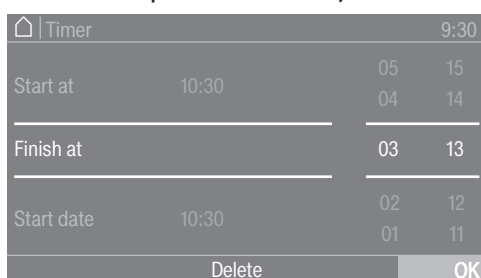 Timer 9:30
05 15
Start at 10:30
04 14
Finish at 03 13
02 12
Start date 10:30
01 11
Delete OK